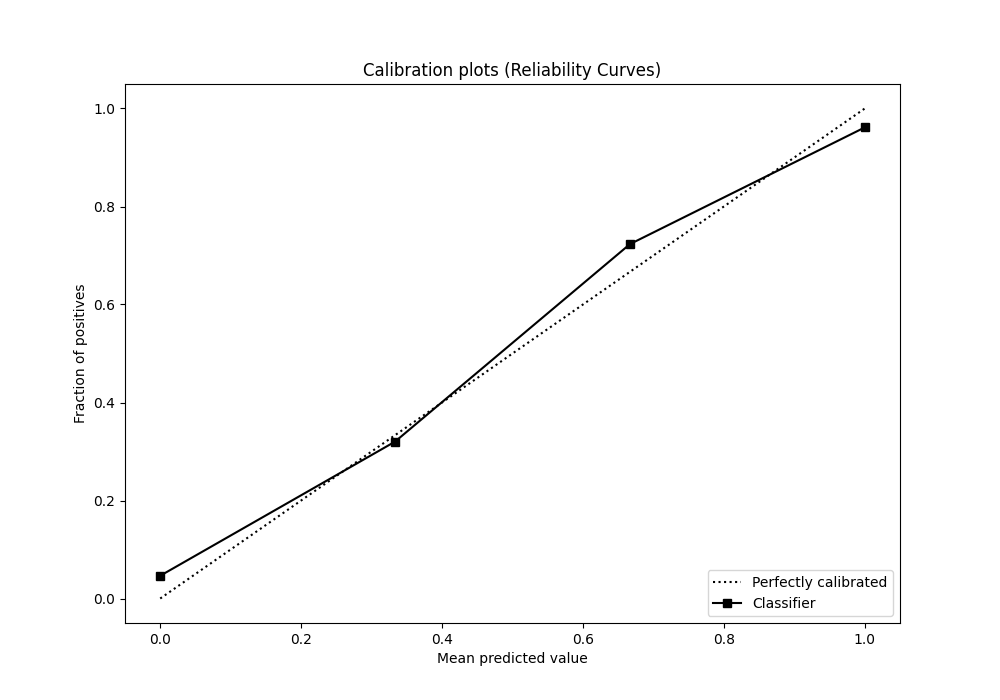 Calibration plots (Reliability Curves)
1.0
0.8
0.6
0.4
0.2
0.0
Fraction of positives
0.0 0.2 0.4 0.6 0.8 1.0
Mean predicted value
Perfectly calibrated
Classifier